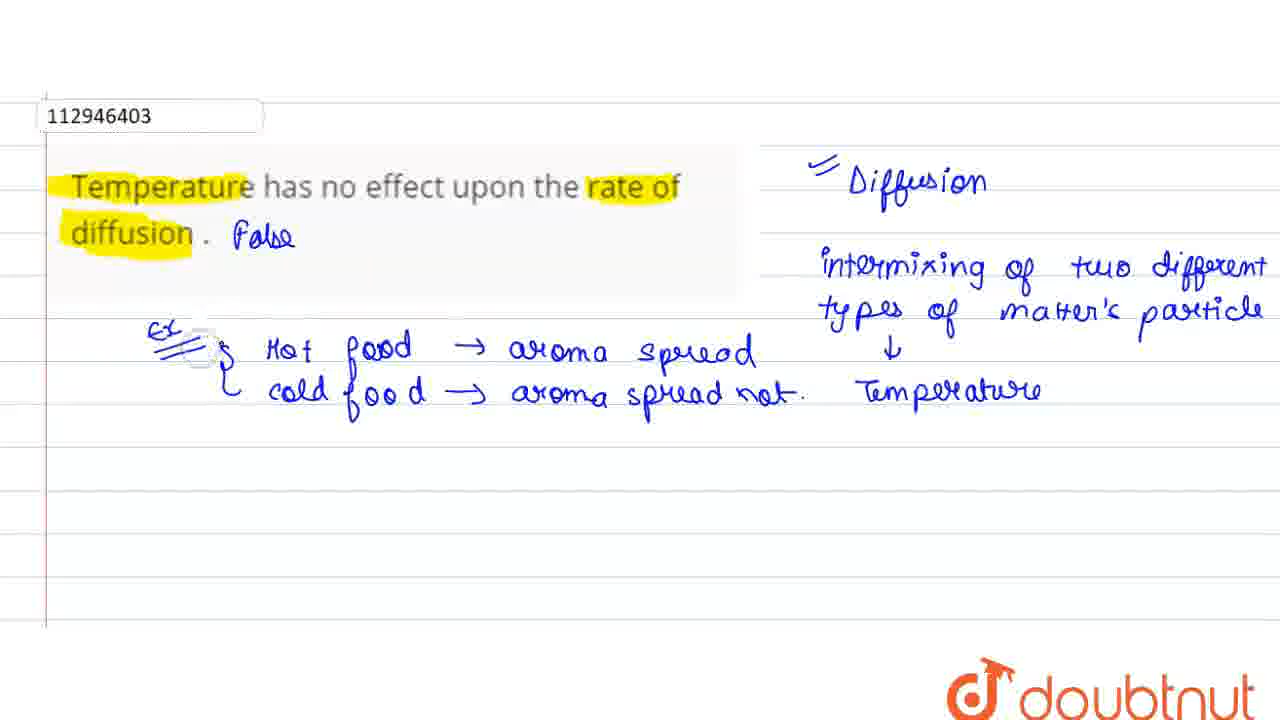 112946403
Temperature has no effect upon the rate of
diffusion . False
Diffusion
intermixing of two different
types of matter's particle
↓
Temperature
Ex
Hot food → aroma spread
cold food → aroma spread not.
doubtnut